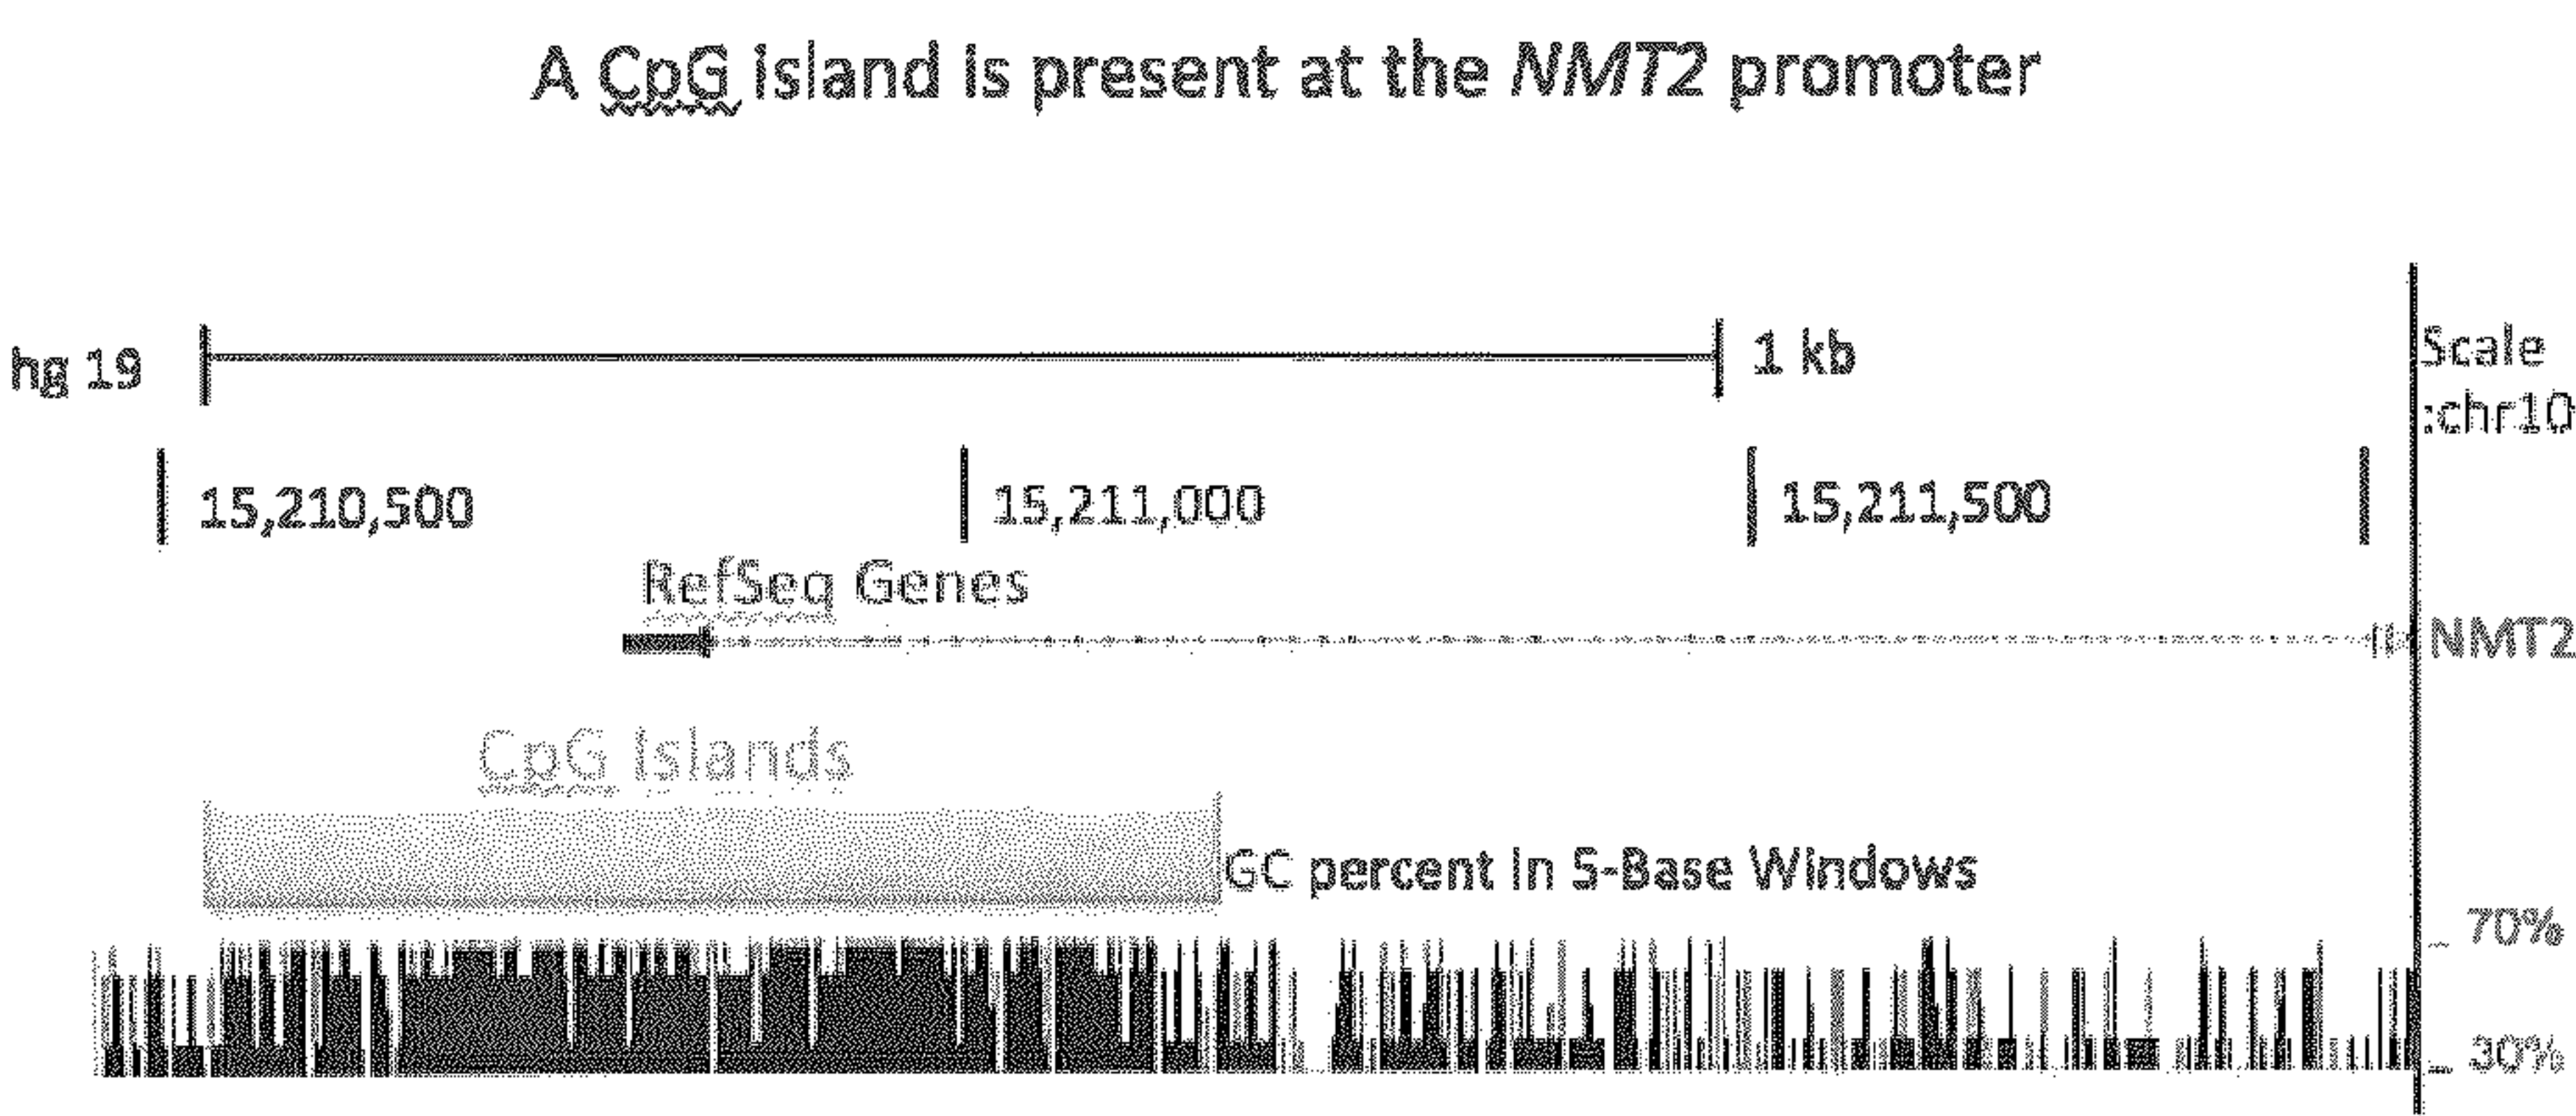 A CpG island is present at the NMT2 promoter
hg 19
1 kb
Scale
:chr10
15,210,500
15,211,000
15,211,500
RefSeq Genes
NMT2
CpG Islands
GC percent in 5-Base Windows
70%
30%